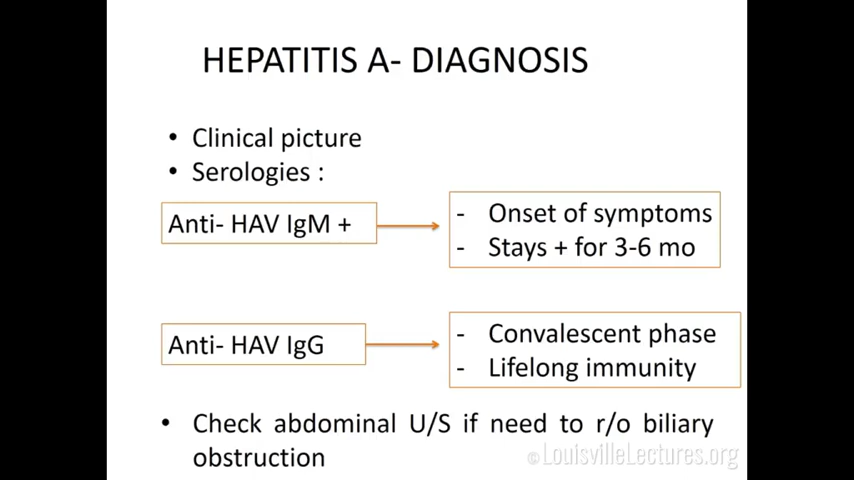 HEPATITIS A- DIAGNOSIS
• Clinical picture
• Serologies :
Anti- HAV IgM +
- Onset of symptoms
- Stays + for 3-6 mo
Anti- HAV IgG
- Convalescent phase
- Lifelong immunity
• Check abdominal U/S if need to r/o biliary
obstruction
©LouisvilleLectures.org